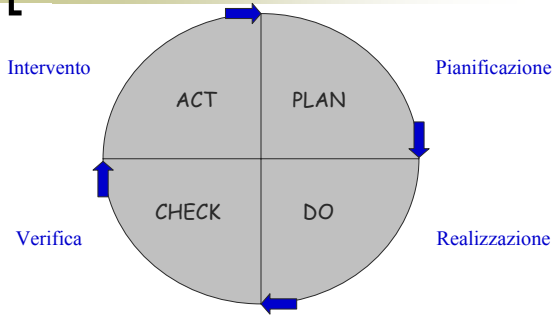 Intervento
Pianificazione
ACT
PLAN
CHECK
DO
Verifica
Realizzazione